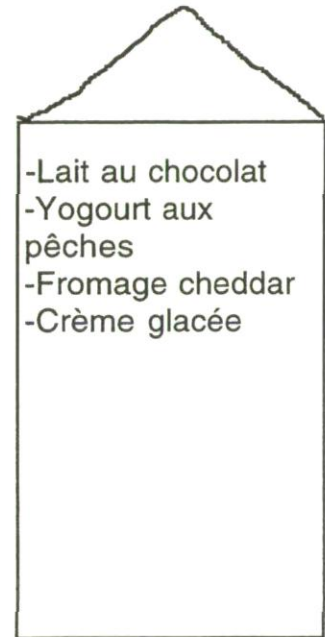 -Lait au chocolat
-Yogourt aux
pêches
-Fromage cheddar
-Crème glacée